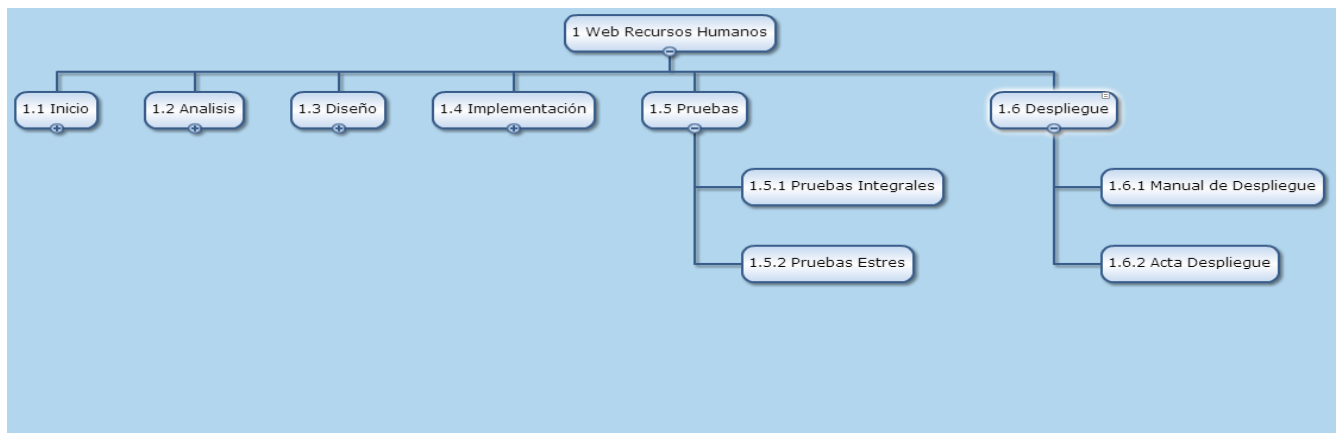 1 Web Recursos Humanos
1.1 Inicio
1.2 Analisis
1.3 Diseño
1.4 Implementación
1.5 Pruebas
1.6 Despliegue
1.5.1 Pruebas Integrales
1.6.1 Manual de Despliegue
1.5.2 Pruebas Estres
1.6.2 Acta Despliegue